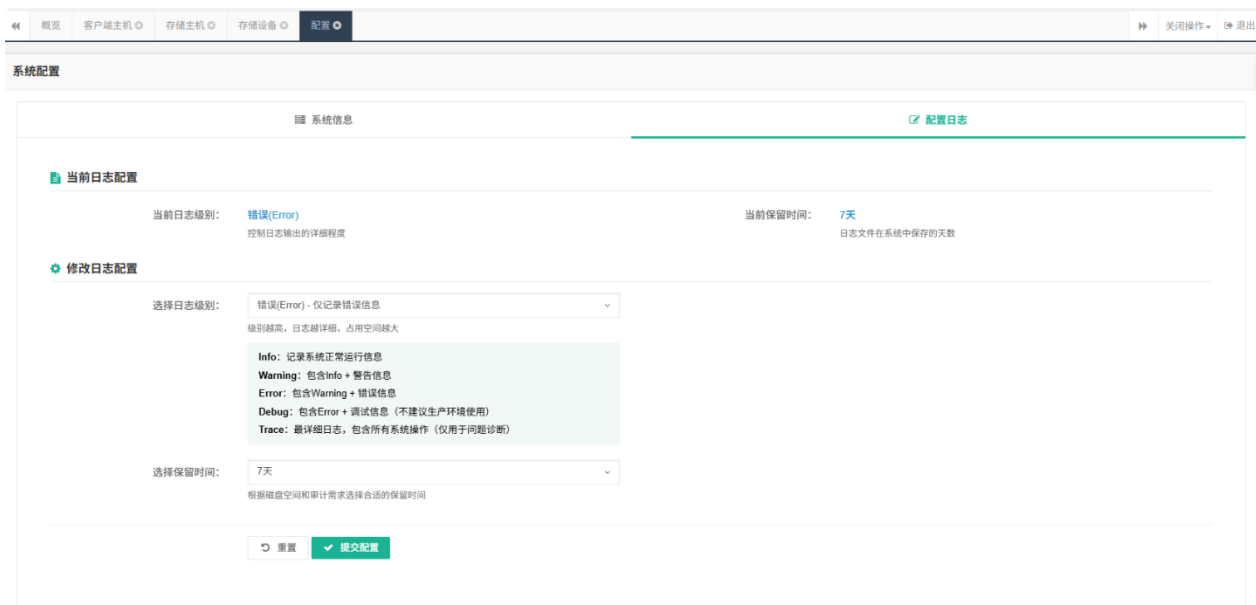 概览 客户端主机 存储主机 存储设备 配置 关闭操作 退出
系统配置
系统信息 配置日志
当前日志配置
当前日志级别: 错误(Error) 当前保留时间: 7天
控制日志输出的详细程度 日志文件在系统中保存的天数
修改日志配置
选择日志级别: 错误(Error) - 仅记录错误信息
级别越高，日志越详细，占用空间越大
Info：记录系统正常运行信息
Warning：包含Info + 警告信息
Error：包含Warning + 错误信息
Debug：包含Error + 调试信息（不建议生产环境使用）
Trace：最详细日志，包含所有系统操作（仅用于问题诊断）
选择保留时间: 7天
根据磁盘空间和审计需求选择合适的保留时间
重置 提交配置